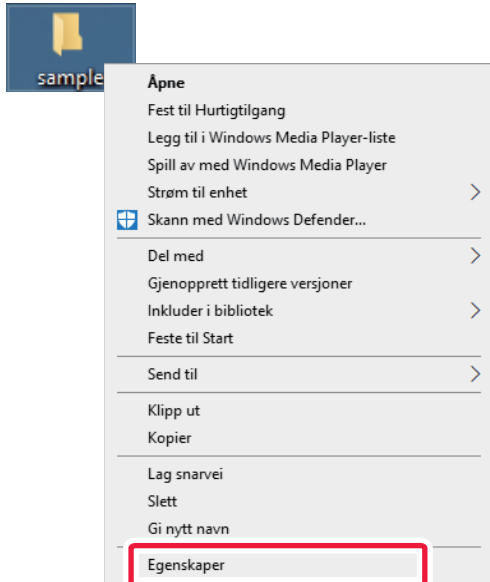 sample
Åpne
Fest til Hurtigtilgang
Legg til i Windows Media Player-liste
Spill av med Windows Media Player
Strøm til enhet
Skann med Windows Defender...
Del med
Gjenopprett tidligere versjoner
Inkluder i bibliotek
Feste til Start
Send til
Klipp ut
Kopier
Lag snarvei
Slett
Gi nytt navn
Egenskaper